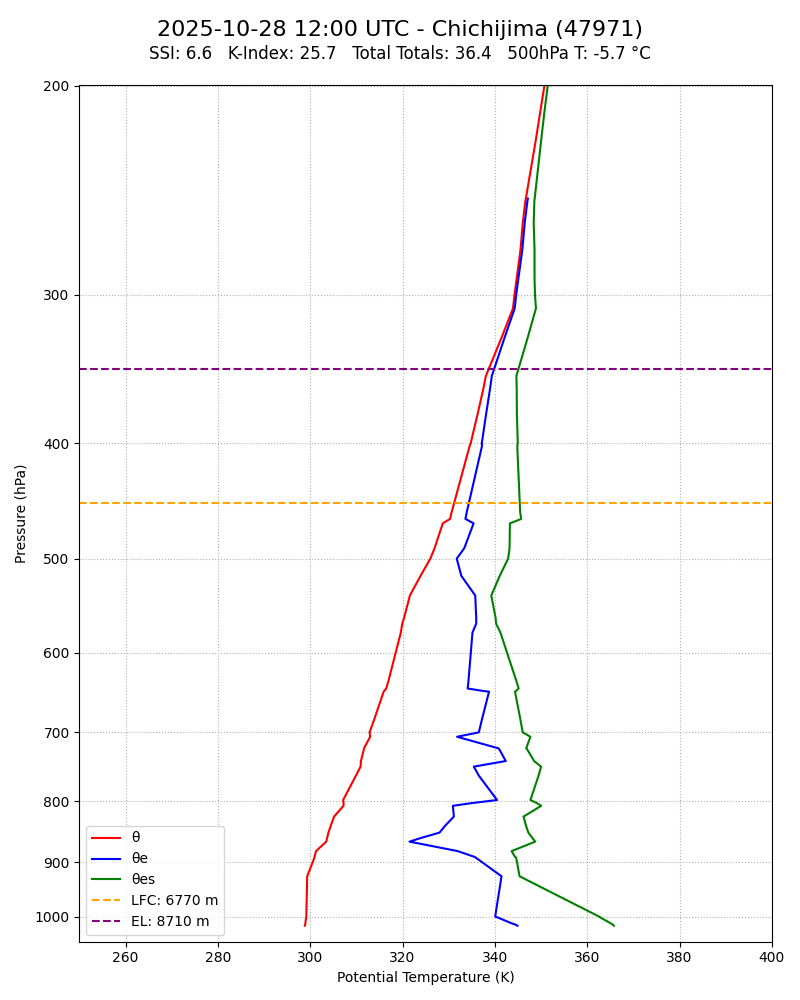 2025-10-28 12:00 UTC - Chichijima (47971)
SSI: 6.6   K-Index: 25.7   Total Totals: 36.4   500hPa T: -5.7 °C
200
300
400
500
600
700
800
900
1000
Pressure (hPa)
θ
θe
θes
LFC: 6770 m
EL: 8710 m
260
280
300
320
340
360
380
400
Potential Temperature (K)